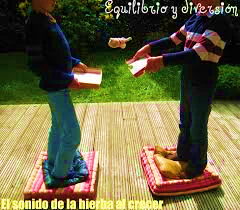 Equilibrio y diversión
El sonido de la hierba al crecer